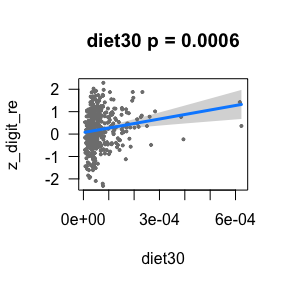 diet30 p = 0.0006
z_digit_re
2
1
0
-1
-2
0e+00
3e-04
6e-04
diet30